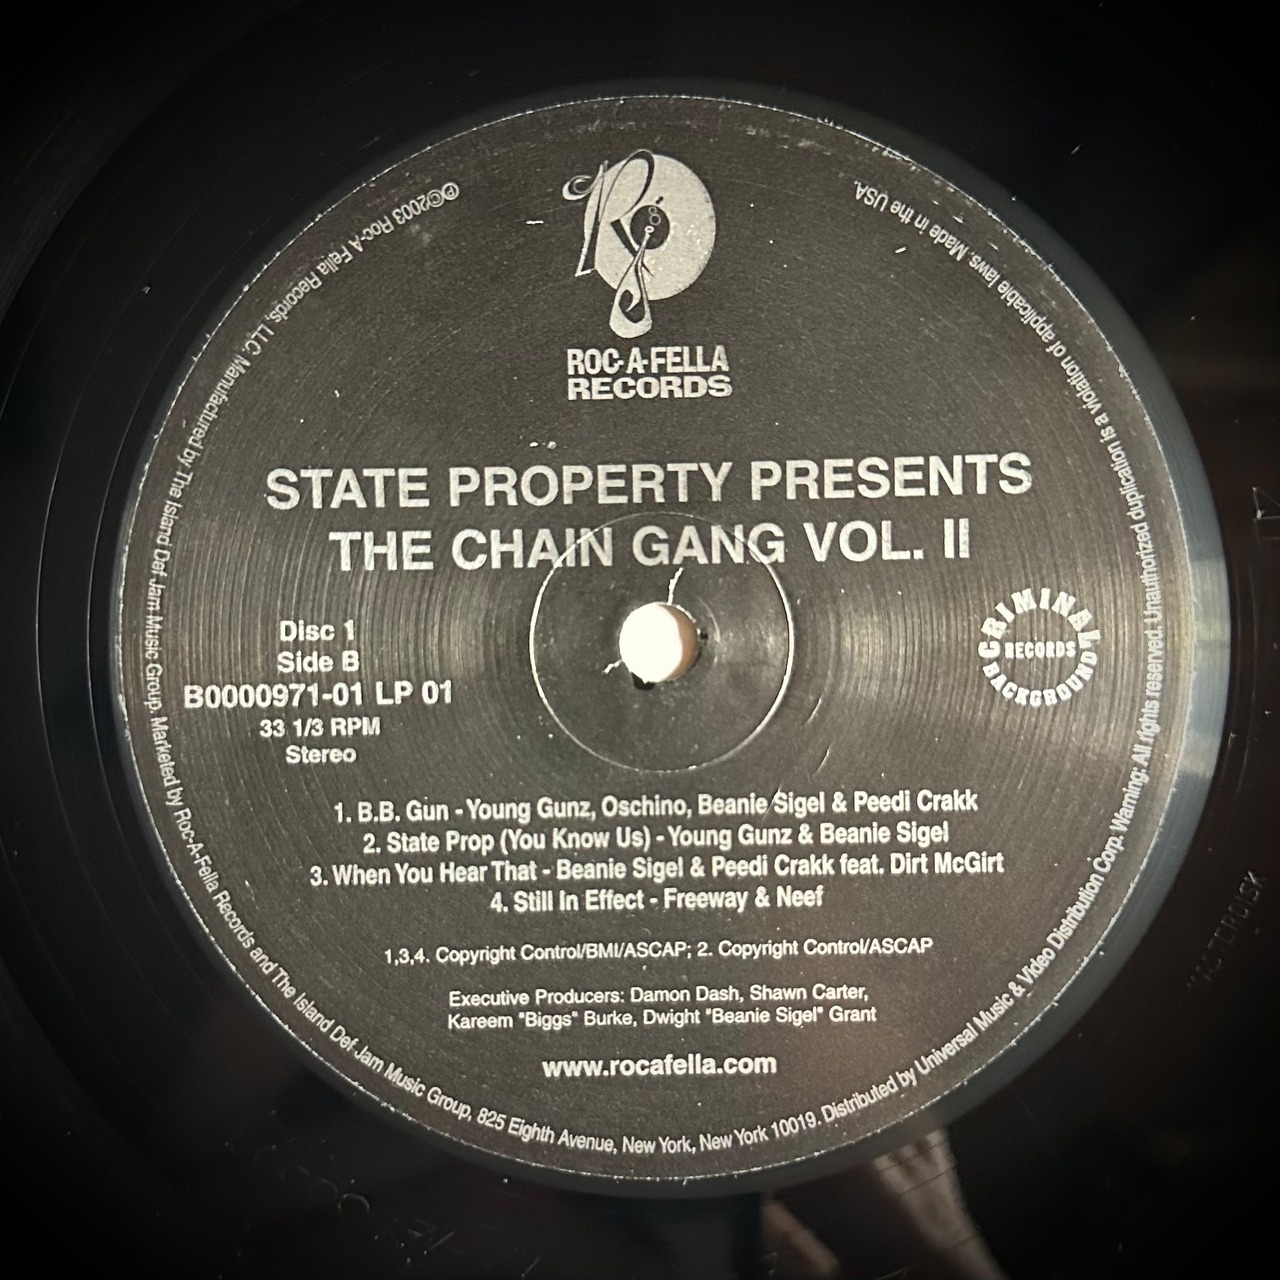 ROC-A-FELLA
RECORDS
STATE PROPERTY PRESENTS
THE CHAIN GANG VOL. II
Disc 1
Side B
B0000971-01 LP 01
33 1/3 RPM
Stereo
CRIMINAL
RECORDS
BACKGROUND
1. B.B. Gun - Young Gunz, Oschino, Beanie Sigel & Peedi Crakk
2. State Prop (You Know Us) - Young Gunz & Beanie Sigel
3. When You Hear That - Beanie Sigel & Peedi Crakk feat. Dirt McGirt
4. Still In Effect - Freeway & Neef
1,3,4. Copyright Control/BMI/ASCAP; 2. Copyright Control/ASCAP
Executive Producers: Damon Dash, Shawn Carter,
Kareem "Biggs" Burke, Dwight "Beanie Sigel" Grant
www.rocafella.com
℗©2003 Roc-A-Fella Records, LLC. Manufactured by The Island Def Jam Music Group. Marketed by Roc-A-Fella Records and The Island Def Jam Music Group, 825 Eighth Avenue, New York, New York 10019. Distributed by Universal Music & Video Distribution Corp. Warning: All rights reserved. Unauthorized duplication is a violation of applicable laws. Made in the USA.